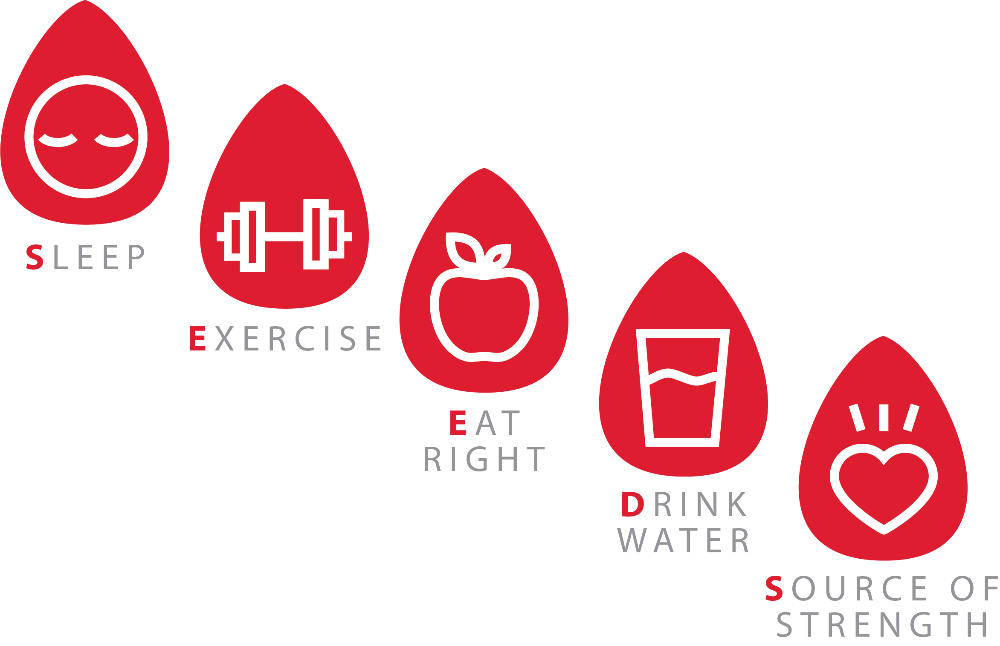 SLEEP
EXERCISE
EAT
RIGHT
DRINK
WATER
SOURCE OF
STRENGTH